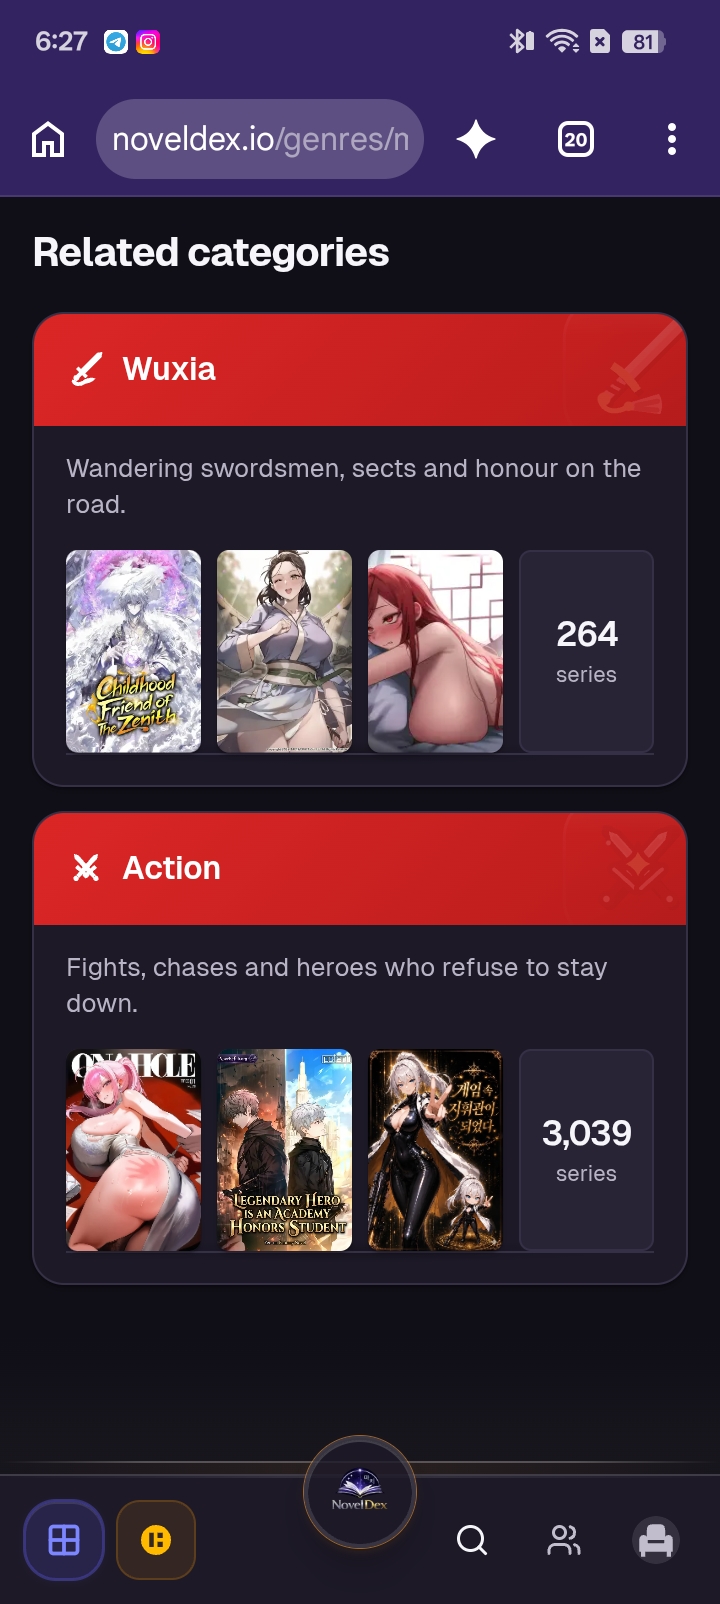 6:27
81
noveldex.io/genres/n
20
Related categories
Wuxia
Wandering swordsmen, sects and honour on the
road.
Childhood
Friend of
The Zenith
264
series
Action
Fights, chases and heroes who refuse to stay
down.
LEGENDARY HERO
IS AN ACADEMY
HONORS STUDENT
게임 속
지휘관이
되었다.
3,039
series
NovelDex